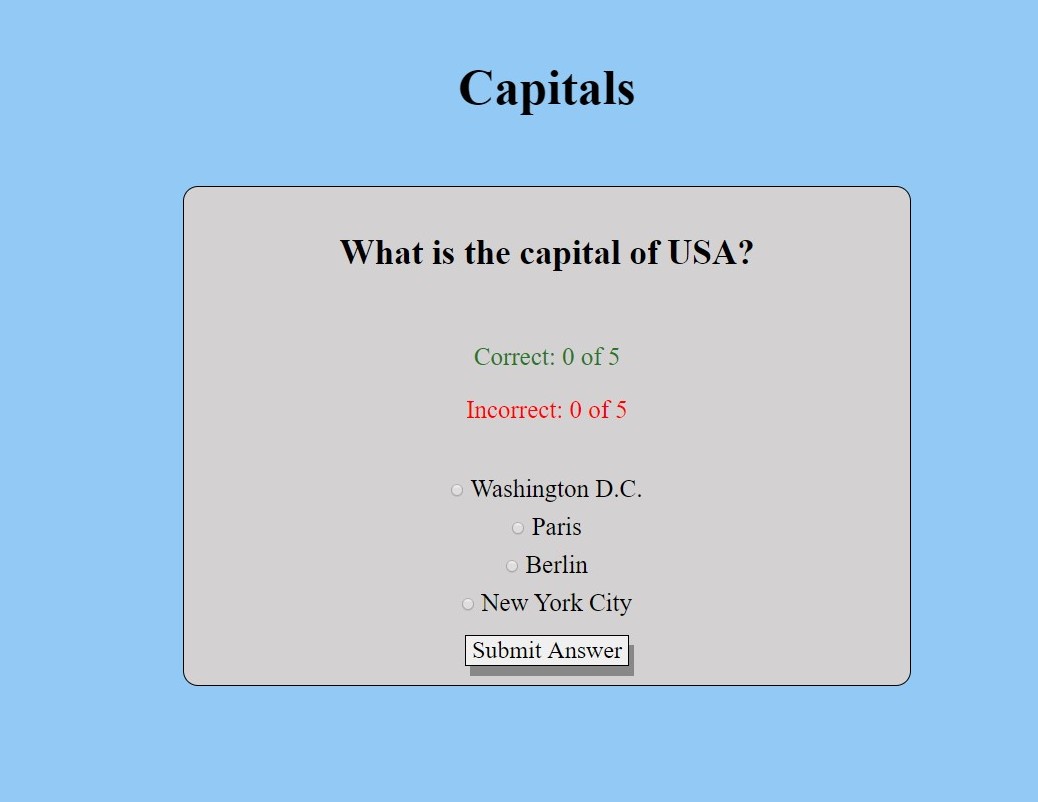 Capitals
What is the capital of USA?
Correct: 0 of 5
Incorrect: 0 of 5
Washington D.C.
Paris
Berlin
New York City
Submit Answer